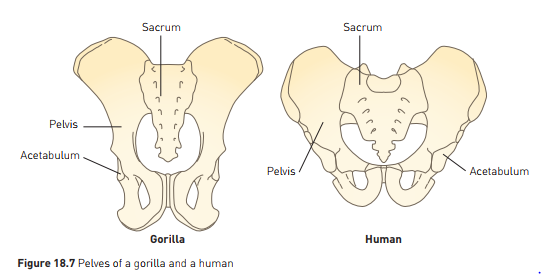 Sacrum
Sacrum
Pelvis
Acetabulum
Pelvis
Acetabulum
Gorilla
Human
Figure 18.7 Pelves of a gorilla and a human